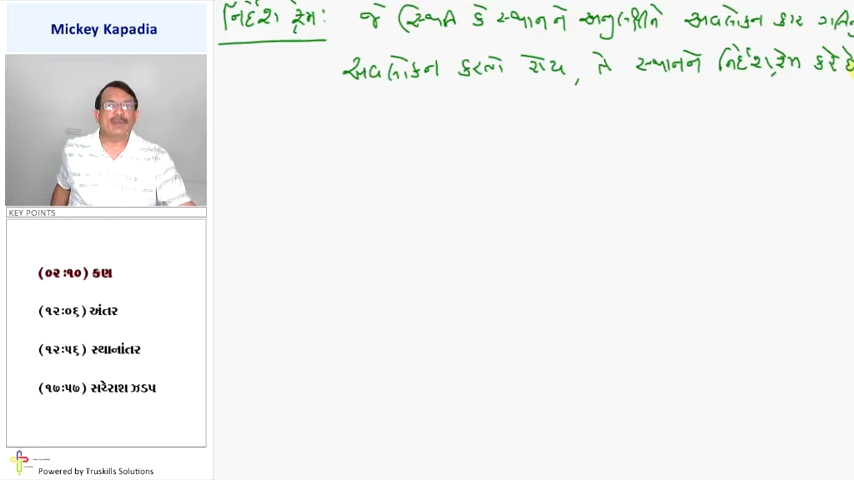 Mickey Kapadia
નિર્દેશ ફ્રેમ: જે સ્થિતિ કે સ્થાનને અનુલક્ષીને અવલોકન કાર
અવલોકન કરતો હોય, તે સ્થાનને નિર્દેશ ફ્રેમ કહે છે
KEY POINTS
(૦૨:૧૦) કણ
(૧૨:૦૬) અંતર
(૧૨:૫૬) સ્થાનાંતર
(૧૭:૫૭) સરેરાશ ઝડપ
Powered by Truskills Solutions